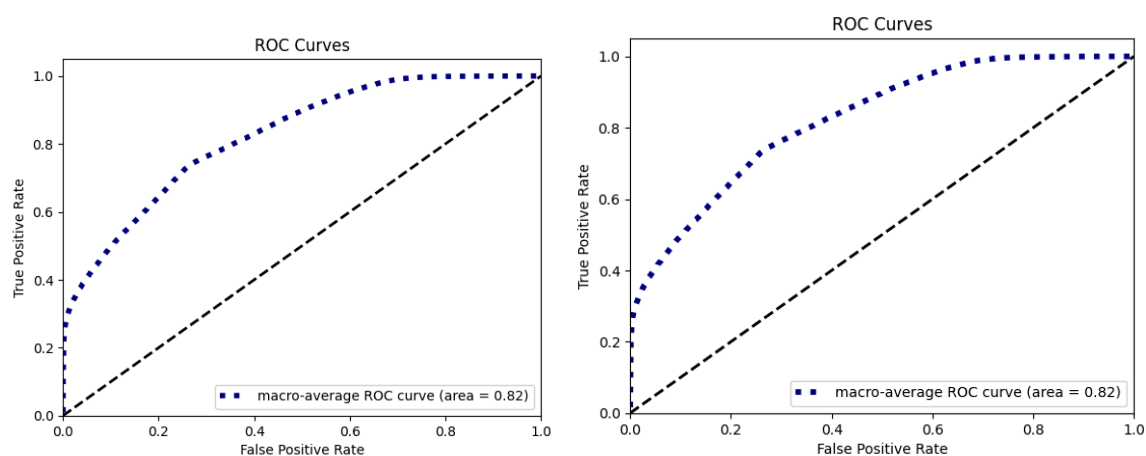 ROC Curves
True Positive Rate
1.0
0.8
0.6
0.4
0.2
0.0
macro-average ROC curve (area = 0.82)
0.0 0.2 0.4 0.6 0.8 1.0
False Positive Rate
ROC Curves
True Positive Rate
1.0
0.8
0.6
0.4
0.2
0.0
macro-average ROC curve (area = 0.82)
0.0 0.2 0.4 0.6 0.8 1.0
False Positive Rate